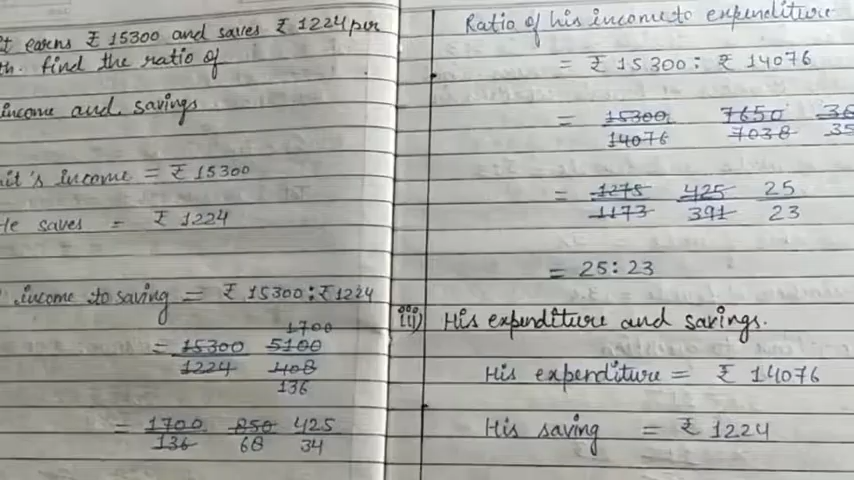 earns ₹ 15300 and saves ₹ 1224 per
find the ratio of
income and savings
it's income = ₹ 15300
He saves = ₹ 1224
income to saving = ₹ 15300 : ₹ 1224
1700
= 15300 5100
1224 408
136
= 1700 850 425
136 68 34
Ratio of his income to expenditure
= ₹ 15300 : ₹ 14076
= 15300 7650
14076 7038 35
= 1275 425 25
1173 391 23
= 25 : 23
iii) His expenditure and savings.
His expenditure = ₹ 14076
His saving = ₹ 1224